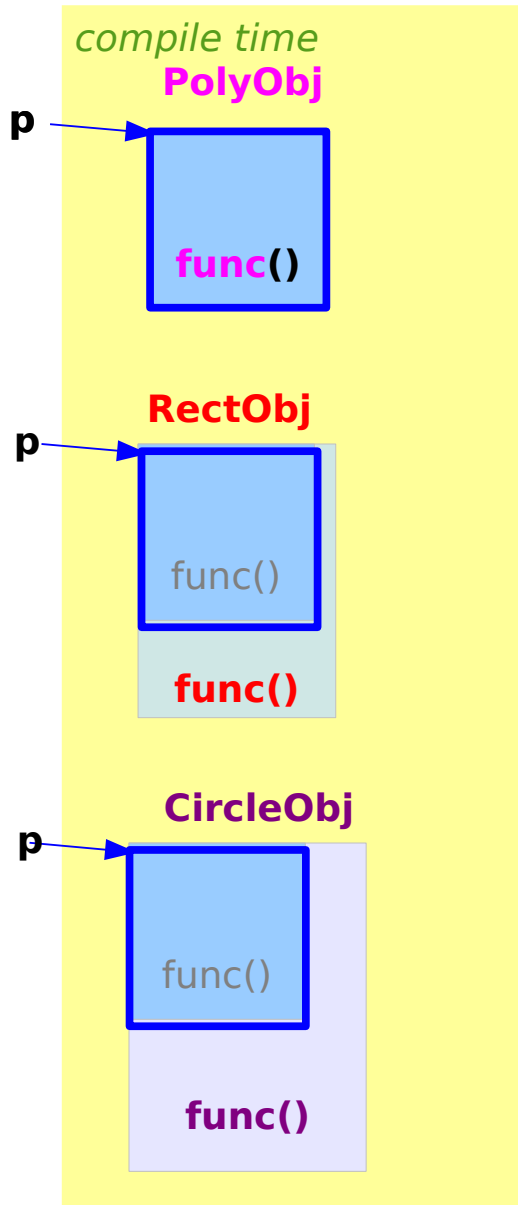 compile time
PolyObj
p
func()
RectObj
p
func()
func()
CircleObj
p
func()
func()